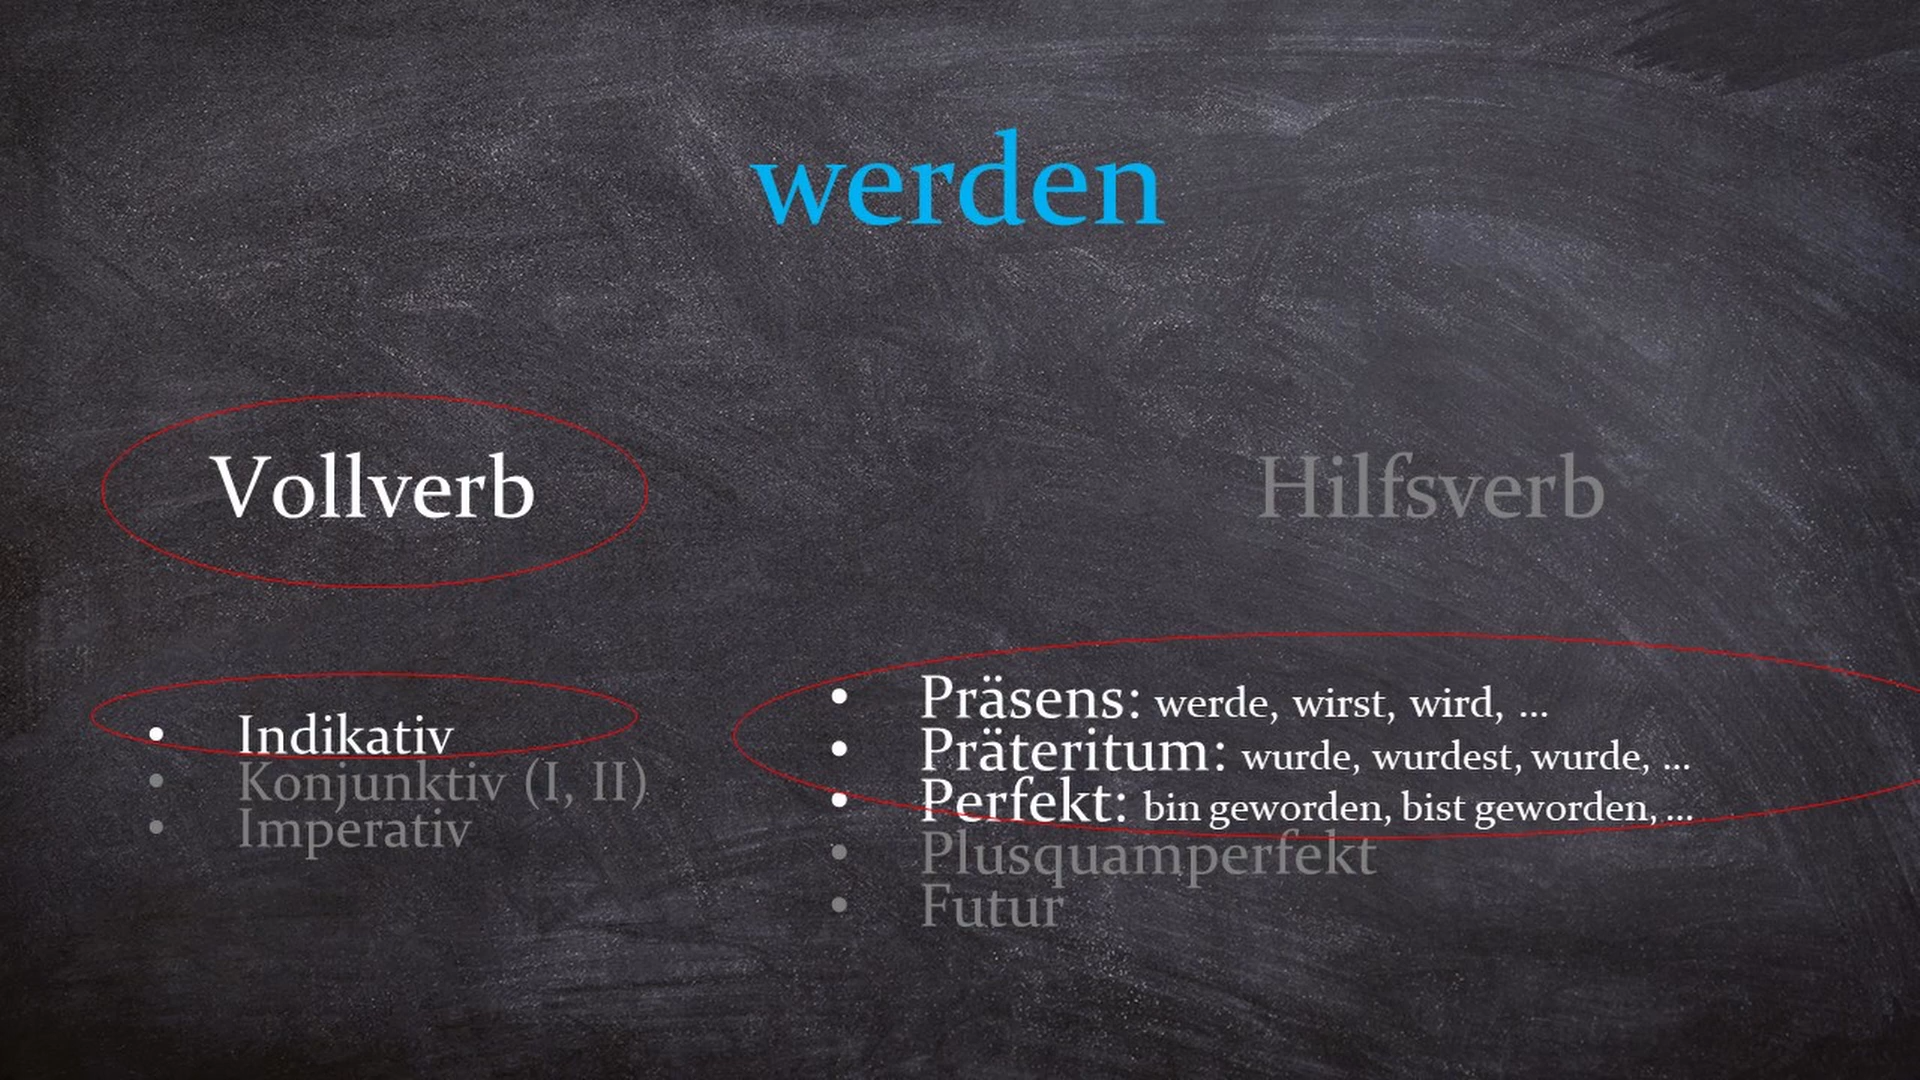 werden
Vollverb
Hilfsverb
• Indikativ
• Konjunktiv (I, II)
• Imperativ
• Präsens: werde, wirst, wird, ...
• Präteritum: wurde, wurdest, wurde, ...
• Perfekt: bin geworden, bist geworden, ...
• Plusquamperfekt
• Futur